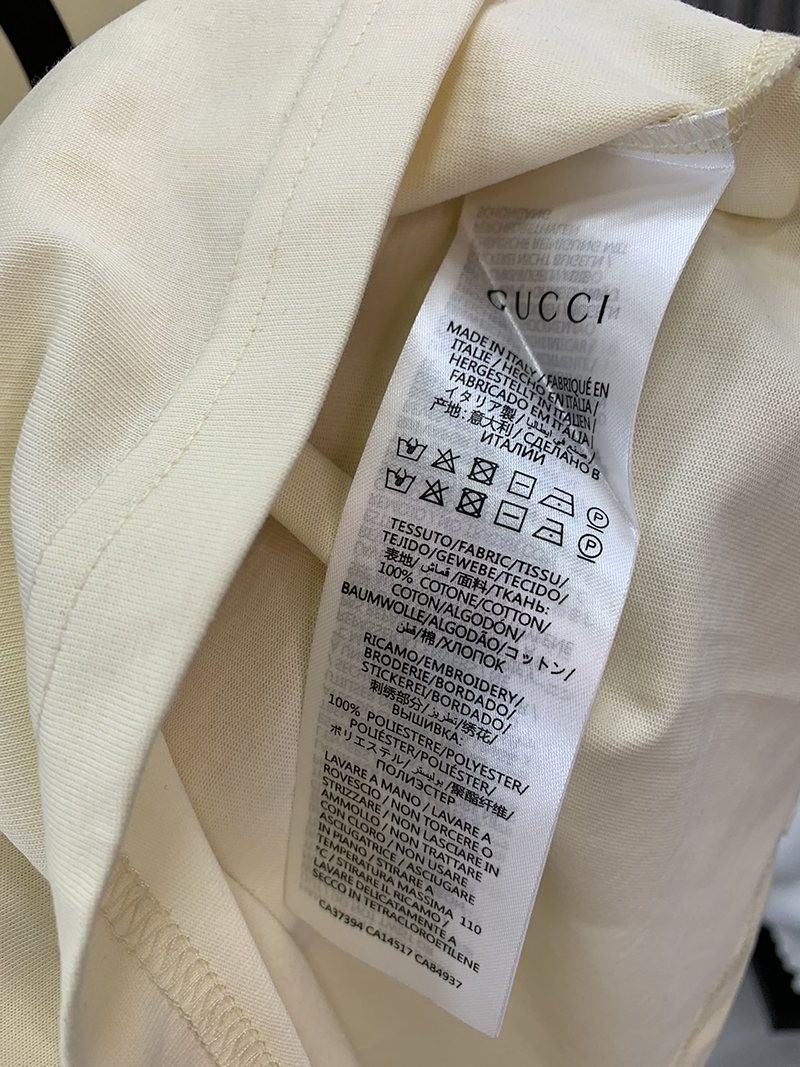 GUCCI
MADE IN ITALY / FABRIQUÉ EN
ITALIE / HECHO EN ITALIA /
HERGESTELLT IN ITALIEN /
FABRICADO EM ITALIA /
イタリア製 / صنع في إيطاليا /
产地: 意大利 / СДЕЛАНО В
ИТАЛИИ
TESSUTO/FABRIC/TISSU/
TEJIDO/GEWEBE/TECIDO/
表地/ قماش /面料/ТКАНЬ:
100% COTONE/COTTON/
COTON/ALGODÓN/
BAUMWOLLE/ALGODÃO/コットン/
قطن/棉/ХЛОПОК
RICAMO/EMBROIDERY/
BRODERIE/BORDADO/
STICKEREI/BORDADO/
刺绣部分/ تطريز /绣花/
ВЫШИВКА
100% POLIESTERE/POLYESTER/
POLIÉSTER/POLIÉSTER/
ポリエステル/ بوليستر /聚酯纤维/
ПОЛИЭСТЕР
LAVARE A MANO / LAVARE A
ROVESCIO / NON TORCERE O
STRIZZARE / NON LASCIARE IN
AMMOLLO / NON TRATTARE
CON CLORO / NON USARE
ASCIUGATRICE / ASCIUGARE
IN PIANO / STIRARE A
TEMPERATURA MASSIMA 110
°C / STIRARE IL RICAMO /
LAVARE DELICATAMENTE A
SECCO IN TETRACLOROETILENE
CA37394 CA14517 CA84937